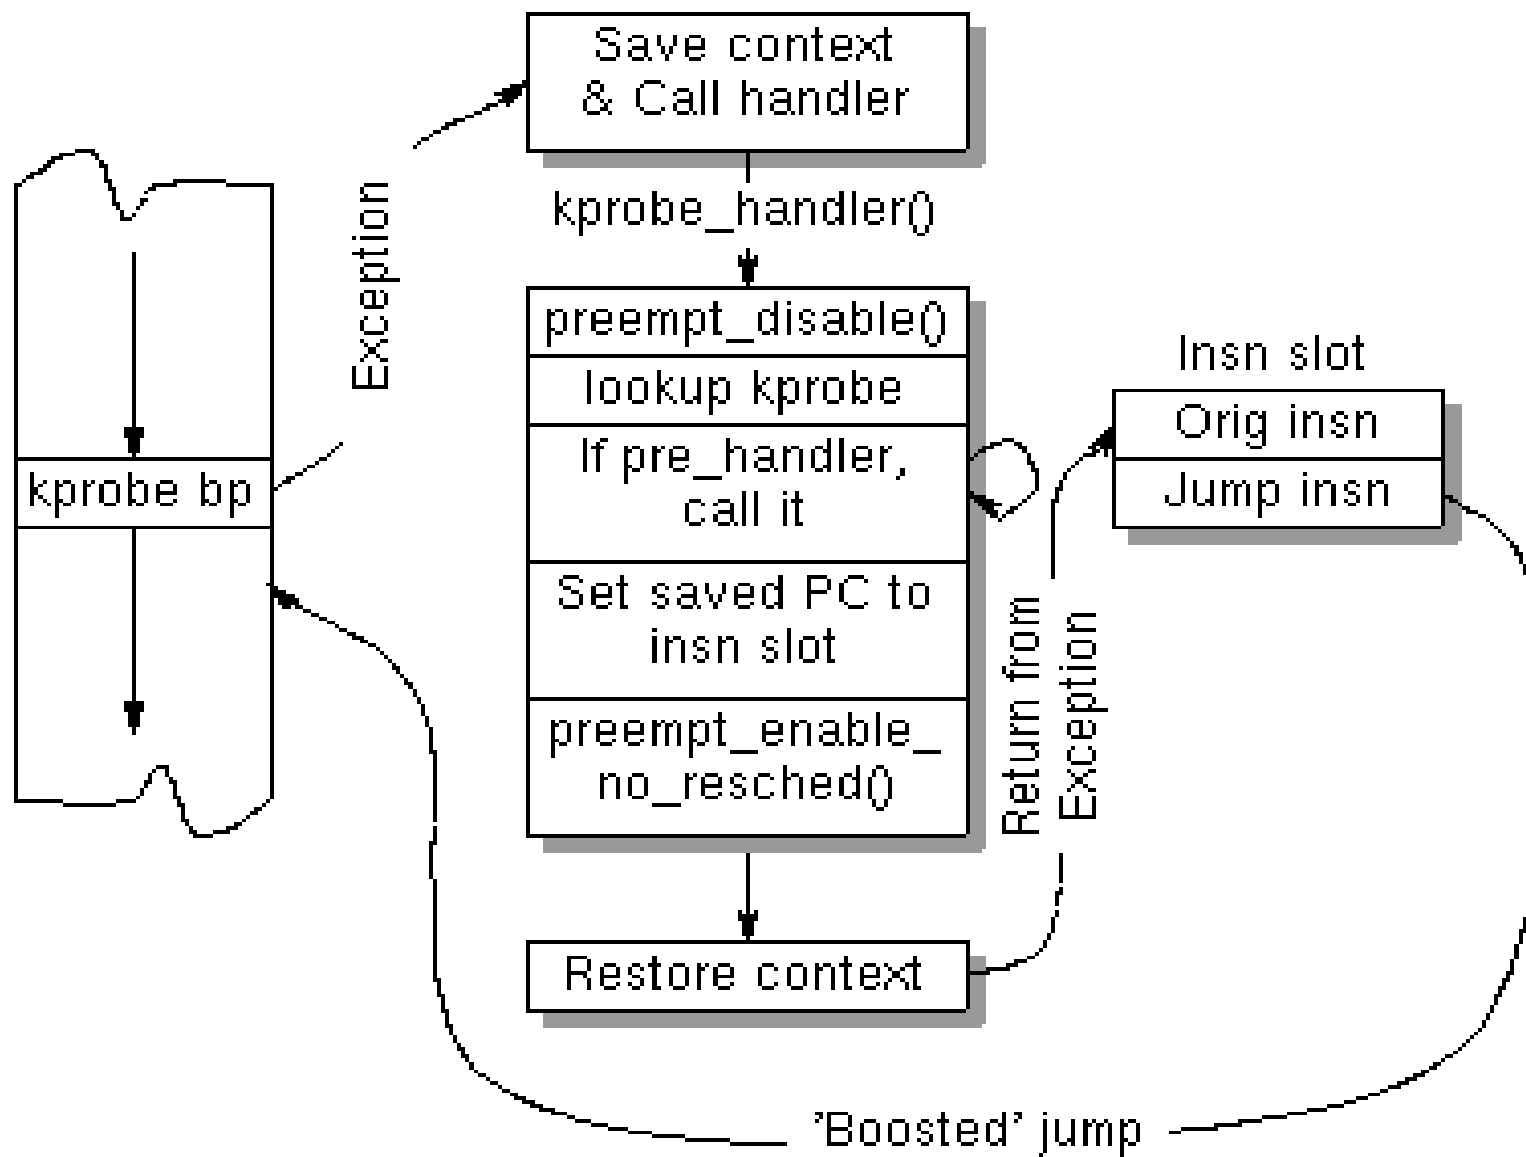 Save context
& Call handler
kprobe_handler()
Exception
preempt_disable()
lookup kprobe
If pre_handler,
call it
Set saved PC to
insn slot
preempt_enable_
no_resched()
Restore context
kprobe bp
Return from
Exception
Insn slot
Orig insn
Jump insn
'Boosted' jump